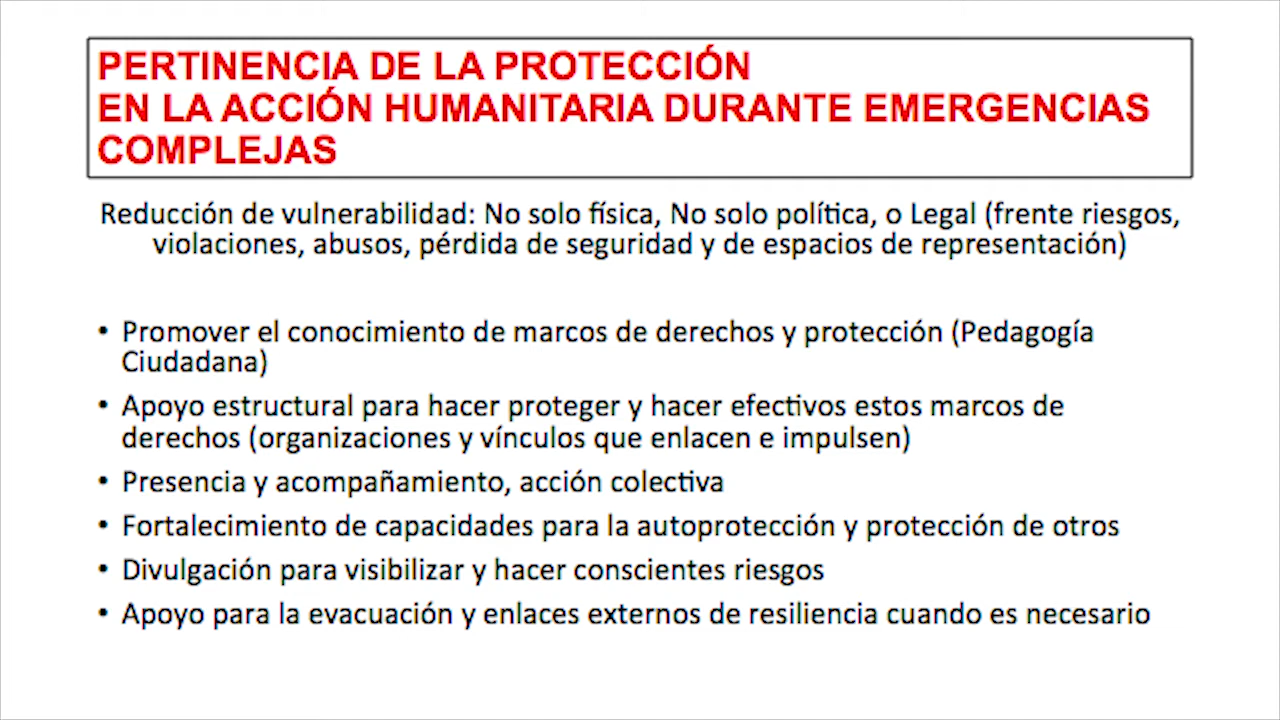 PERTINENCIA DE LA PROTECCIÓN
EN LA ACCIÓN HUMANITARIA DURANTE EMERGENCIAS
COMPLEJAS
Reducción de vulnerabilidad: No solo física, No solo política, o Legal (frente riesgos,
violaciones, abusos, pérdida de seguridad y de espacios de representación)
• Promover el conocimiento de marcos de derechos y protección (Pedagogía
Ciudadana)
• Apoyo estructural para hacer proteger y hacer efectivos estos marcos de
derechos (organizaciones y vínculos que enlacen e impulsen)
• Presencia y acompañamiento, acción colectiva
• Fortalecimiento de capacidades para la autoprotección y protección de otros
• Divulgación para visibilizar y hacer conscientes riesgos
• Apoyo para la evacuación y enlaces externos de resiliencia cuando es necesario